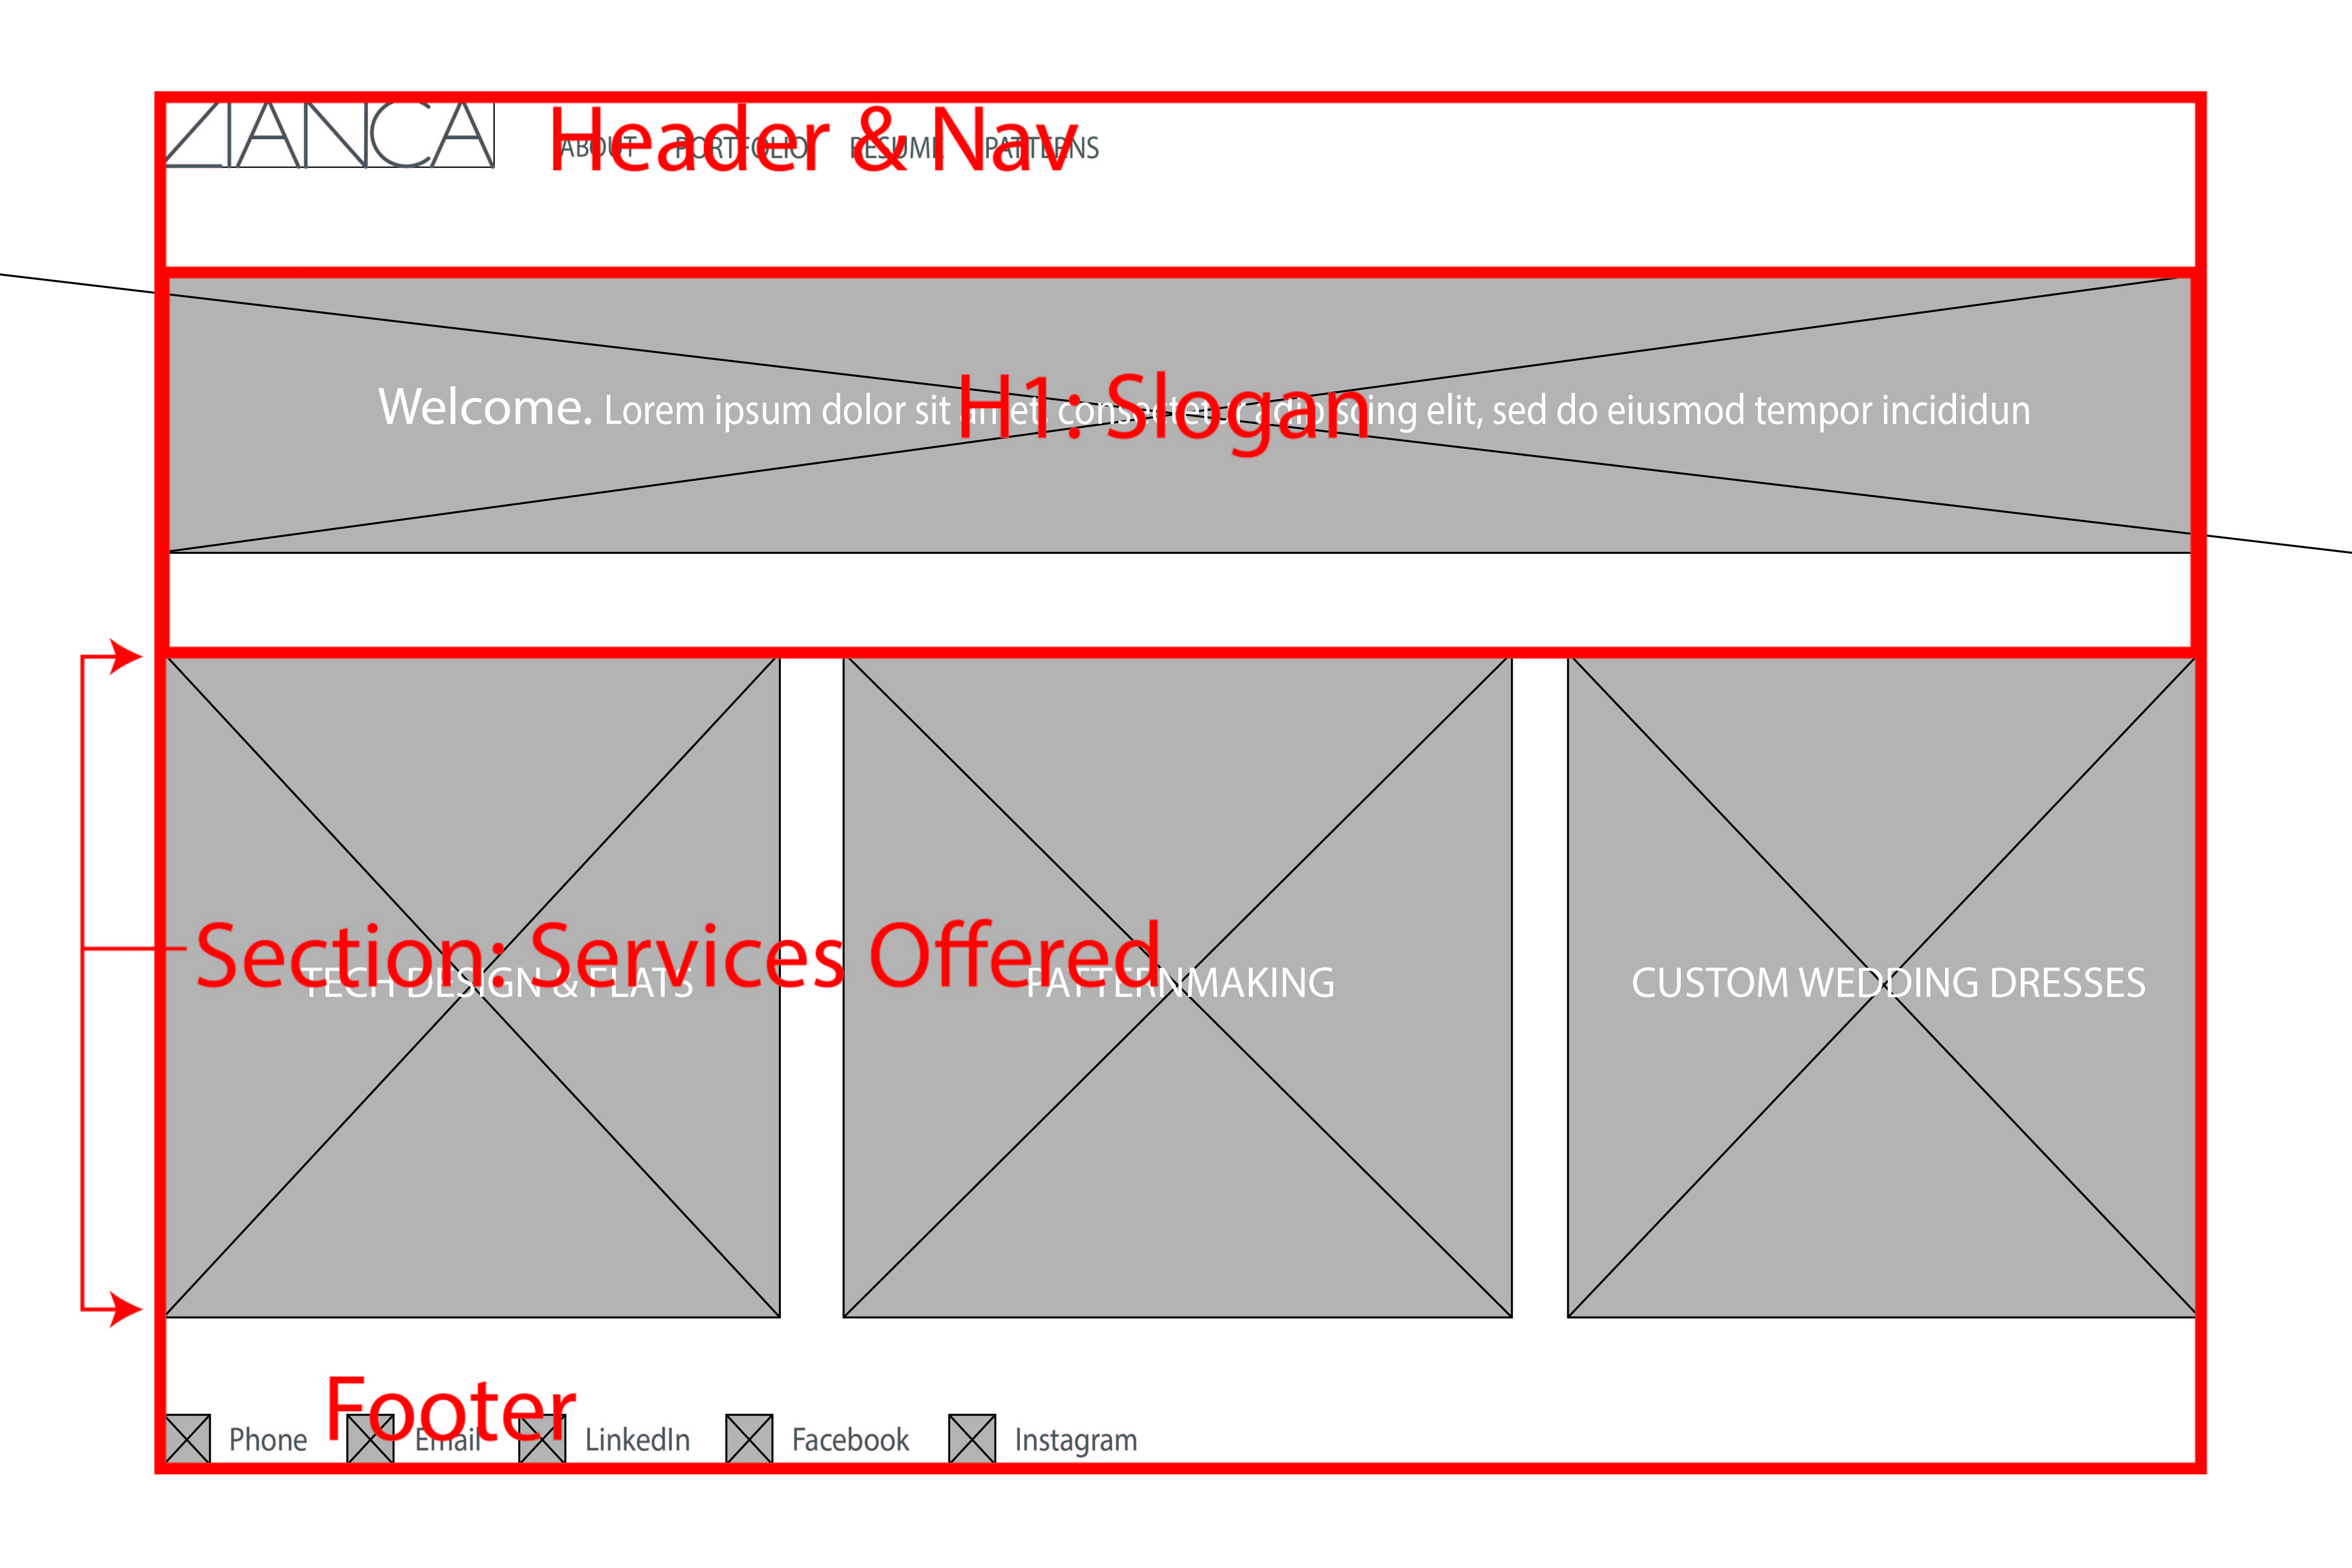 ZIANCA
Header & Nav
ABOUT PORTFOLIO RESUME PATTERNS
H1: Slogan
Welcome. Lorem ipsum dolor sit amet, consectetur adipiscing elit, sed do eiusmod tempor incididun
Section: Services Offered
TECH DESIGN & FLATS PATTERNMAKING CUSTOM WEDDING DRESSES
Footer
Phone Email LinkedIn Facebook Instagram